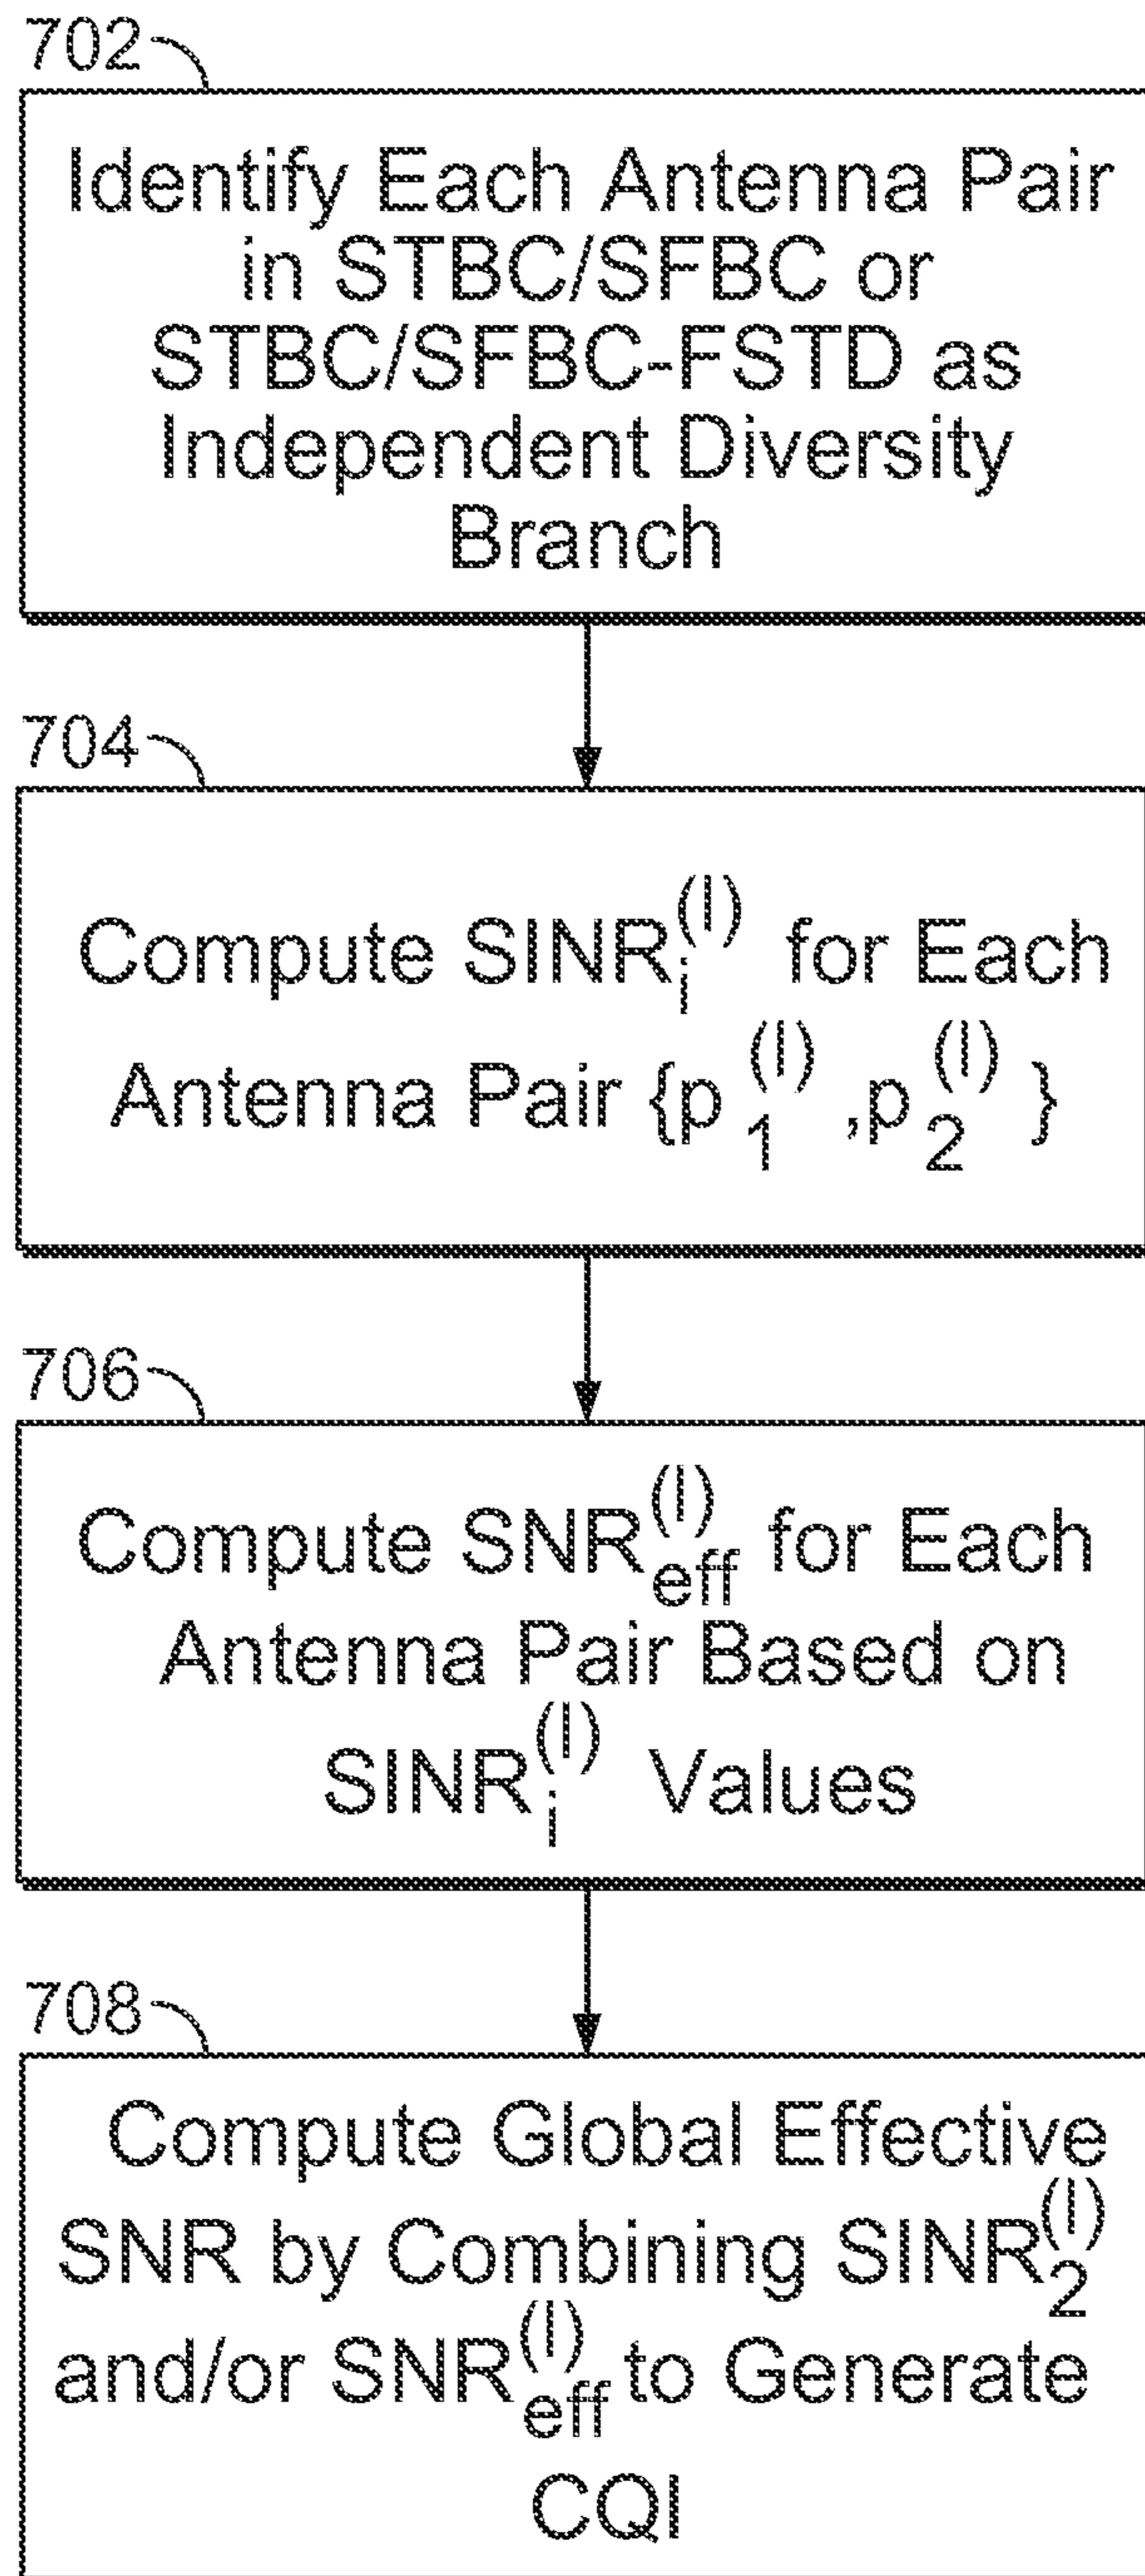 702
Identify Each Antenna Pair
in STBC/SFBC or
STBC/SFBC-FSTD as
Independent Diversity
Branch
704
Compute SINR_i^(l) for Each
Antenna Pair {p_1^(l), p_2^(l)}
706
Compute SNR_eff^(l) for Each
Antenna Pair Based on
SINR_i^(l) Values
708
Compute Global Effective
SNR by Combining SINR_2^(l)
and/or SNR_eff^(l) to Generate
CQI